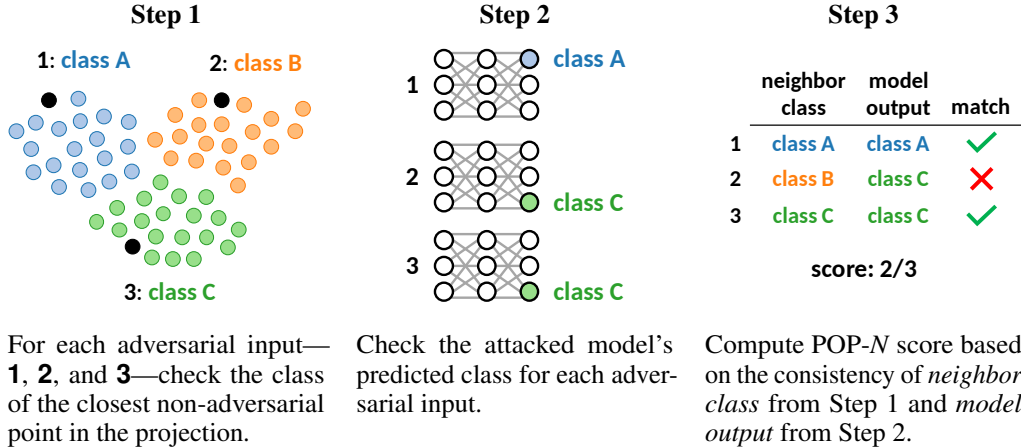 Step 1
1: class A
2: class B
3: class C
For each adversarial input—
1, 2, and 3—check the class
of the closest non-adversarial
point in the projection.
Step 2
1
class A
2
class C
3
class C
Check the attacked model's
predicted class for each adver-
sarial input.
Step 3
neighbor class model output match
1 class A class A ✓
2 class B class C ✕
3 class C class C ✓
score: 2/3
Compute POP-N score based
on the consistency of neighbor
class from Step 1 and model
output from Step 2.